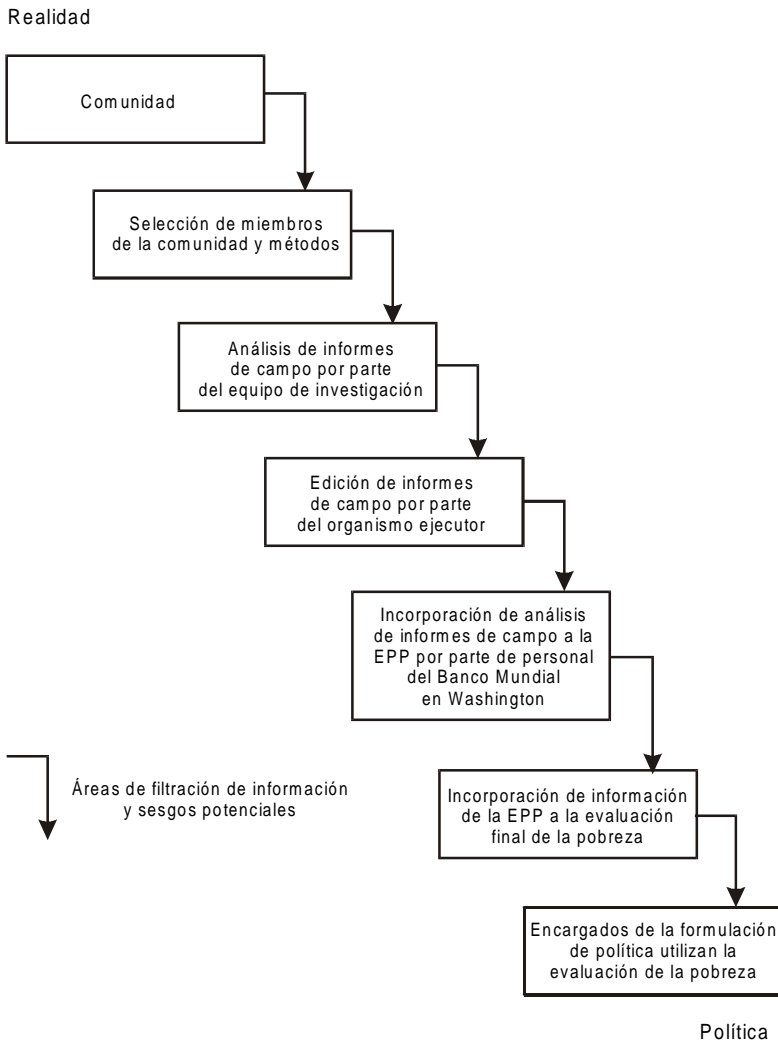 Realidad
Comunidad
Selección de miembros
de la comunidad y métodos
Análisis de informes
de campo por parte
del equipo de investigación
Edición de informes
de campo por parte
del organismo ejecutor
Incorporación de análisis
de informes de campo a la
EPP por parte de personal
del Banco Mundial
en Washington
Áreas de filtración de información
y sesgos potenciales
Incorporación de información
de la EPP a la evaluación
final de la pobreza
Encargados de la formulación
de política utilizan la
evaluación de la pobreza
Política